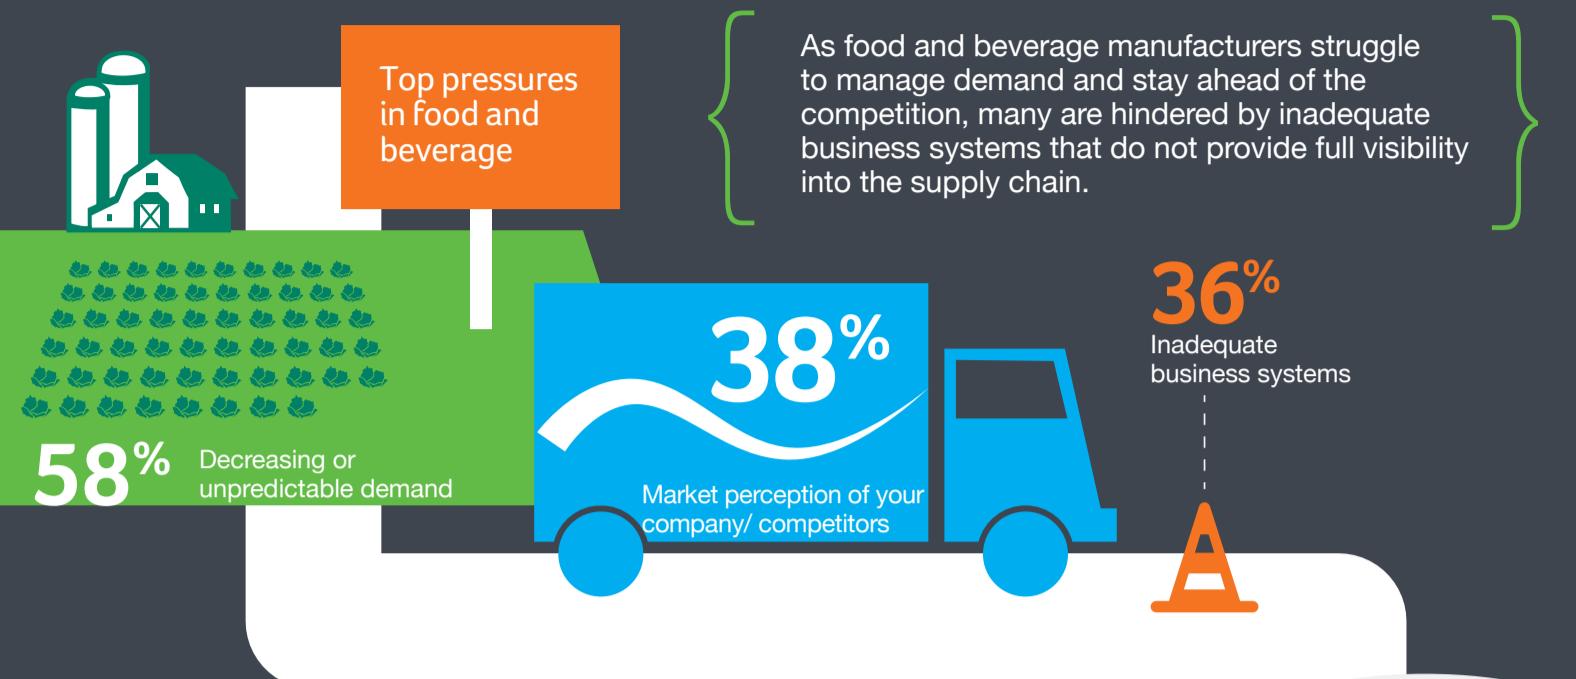 Top pressures
in food and
beverage
As food and beverage manufacturers struggle
to manage demand and stay ahead of the
competition, many are hindered by inadequate
business systems that do not provide full visibility
into the supply chain.
58%
Decreasing or
unpredictable demand
38%
Market perception of your
company/ competitors
36%
Inadequate
business systems